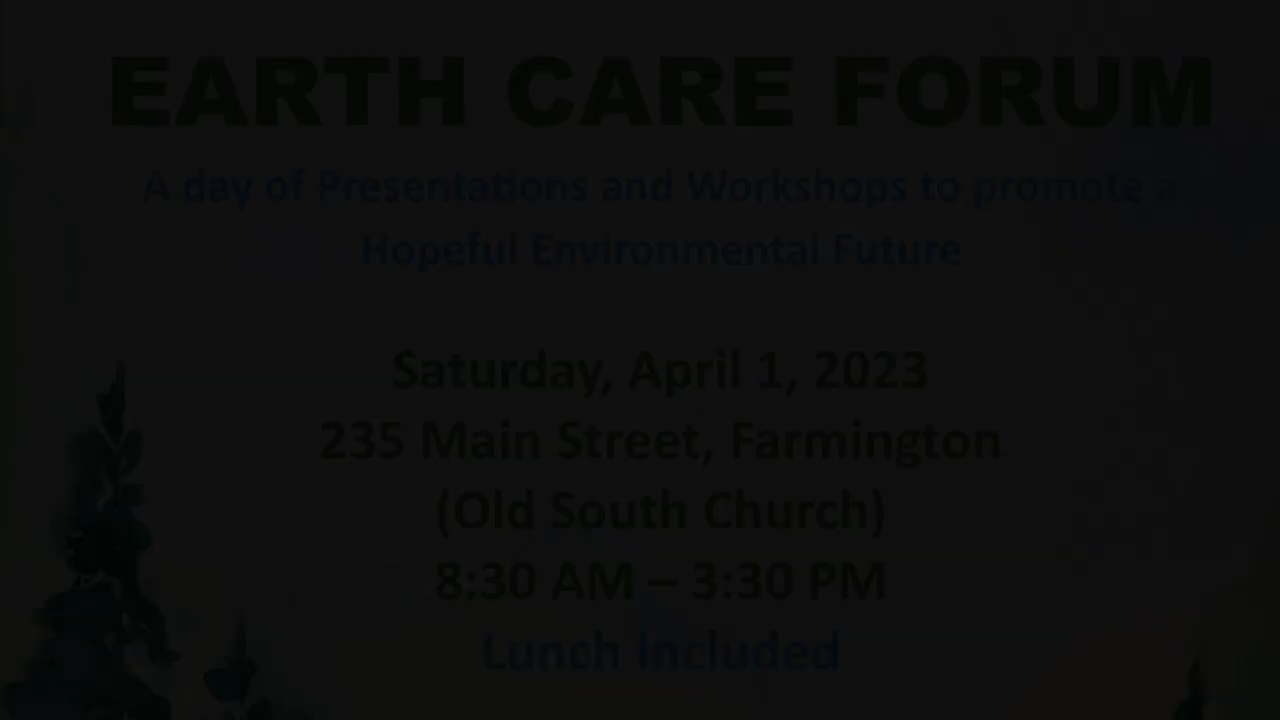 EARTH CARE FORUM
A day of Presentations and Workshops to promote a
Hopeful Environmental Future
Saturday, April 1, 2023
235 Main Street, Farmington
(Old South Church)
8:30 AM – 3:30 PM
Lunch Included